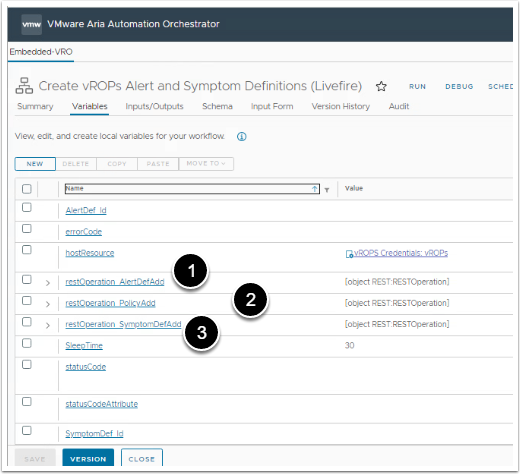 vmw VMware Aria Automation Orchestrator
Embedded-VRO
Create vROPs Alert and Symptom Definitions (Livefire) RUN DEBUG SCHED
Summary Variables Inputs/Outputs Schema Input Form Version History Audit
View, edit, and create local variables for your workflow.
NEW DELETE COPY PASTE MOVE TO
Name Value
AlertDef_Id
errorCode
hostResource vROPS Credentials: vROPs
1
restOperation_AlertDefAdd [object REST:RESTOperation]
2
restOperation_PolicyAdd [object REST:RESTOperation]
3
restOperation_SymptomDefAdd [object REST:RESTOperation]
SleepTime 30
statusCode
statusCodeAttribute
SymptomDef_Id
SAVE VERSION CLOSE